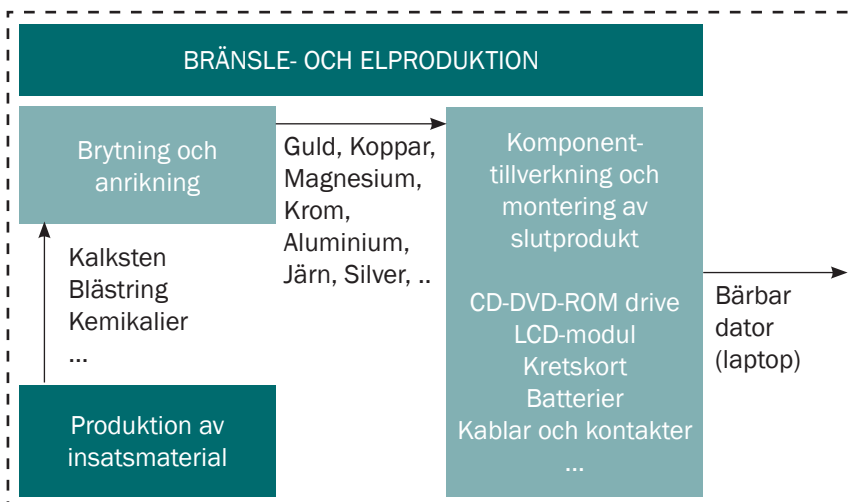 BRÄNSLE- OCH ELPRODUKTION
Brytning och
anrikning
Guld, Koppar,
Magnesium,
Krom,
Aluminium,
Järn, Silver, ..
Kalksten
Blästring
Kemikalier
...
Produktion av
insatsmaterial
Komponent-
tillverkning och
montering av
slutprodukt
CD-DVD-ROM drive
LCD-modul
Kretskort
Batterier
Kablar och kontakter
...
Bärbar
dator
(laptop)